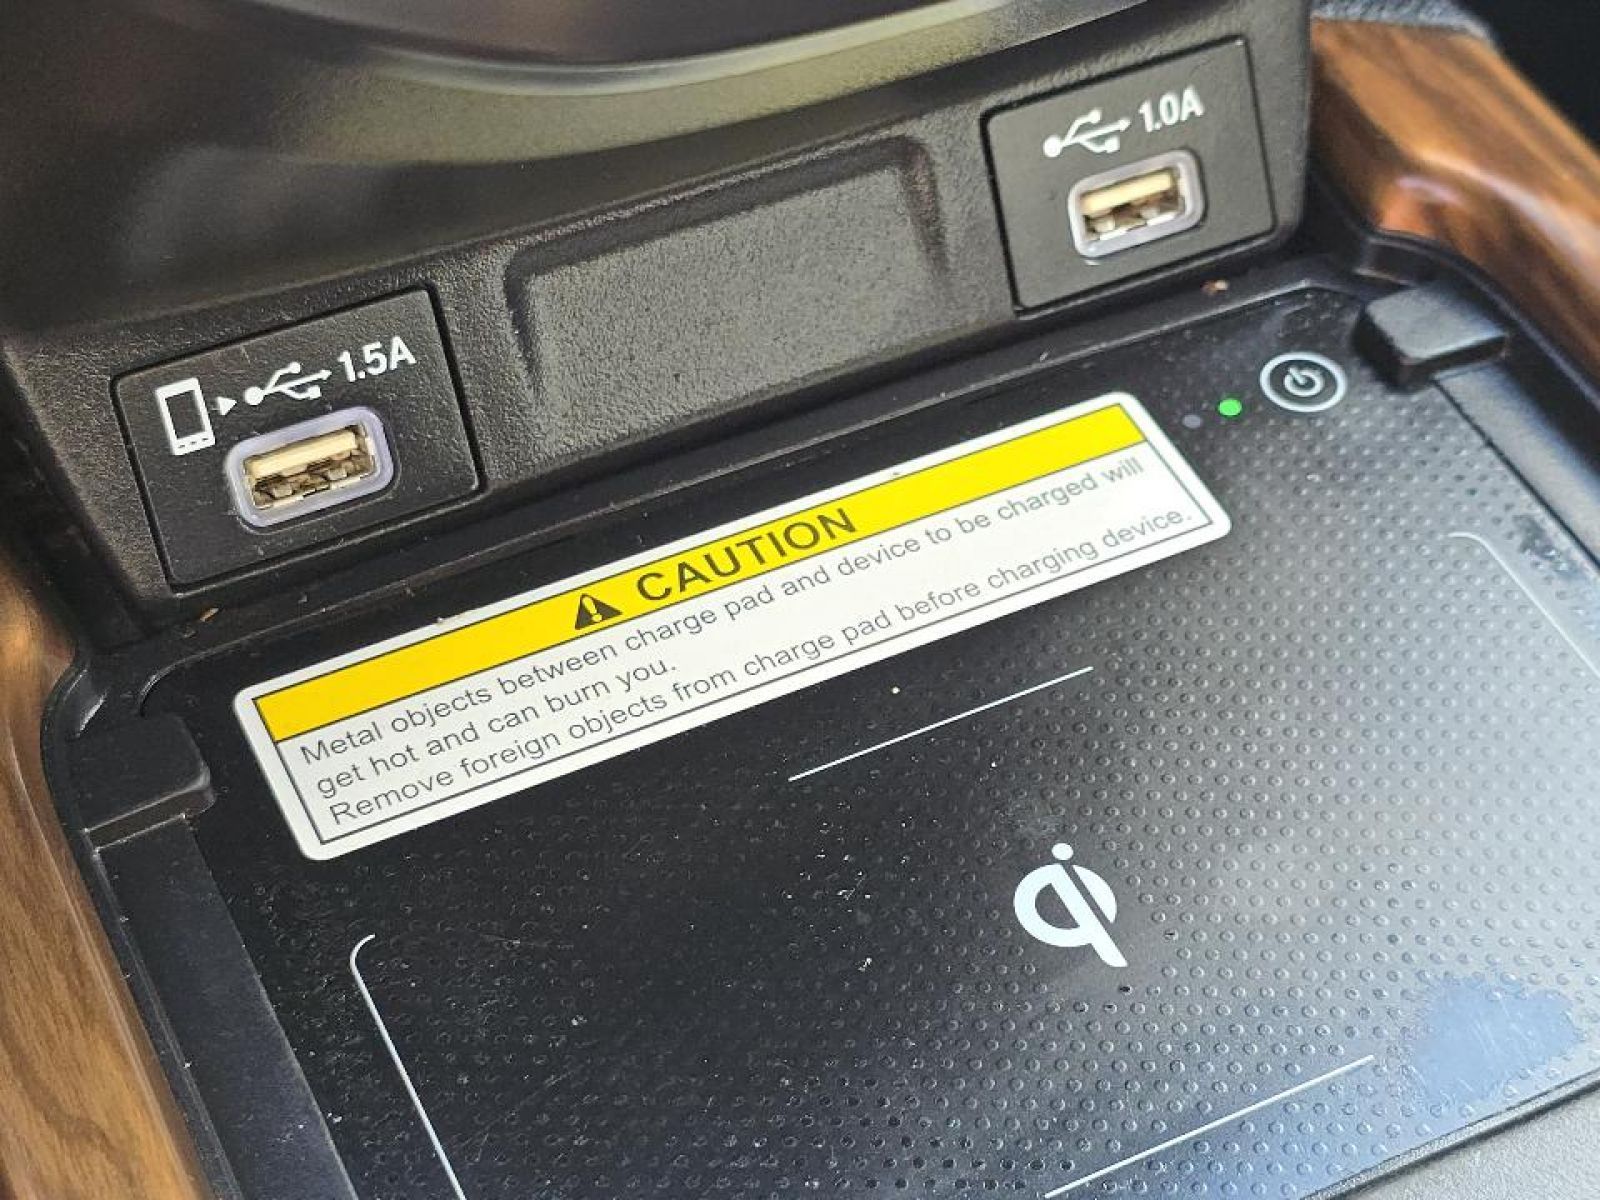 1.0A
1.5A
CAUTION
Metal objects between charge pad and device to be charged will
get hot and can burn you.
Remove foreign objects from charge pad before charging device.
qi